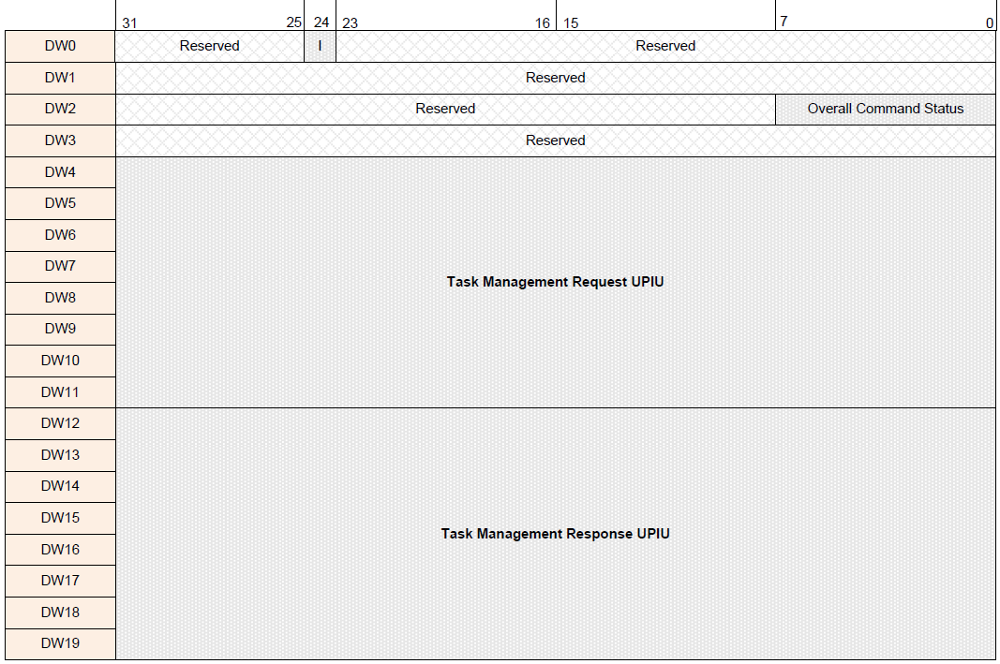 31 25 24 23 16 15 7 0
DW0 Reserved I Reserved
DW1 Reserved
DW2 Reserved Overall Command Status
DW3 Reserved
DW4
DW5
DW6
DW7
Task Management Request UPIU
DW8
DW9
DW10
DW11
DW12
DW13
DW14
DW15
Task Management Response UPIU
DW16
DW17
DW18
DW19